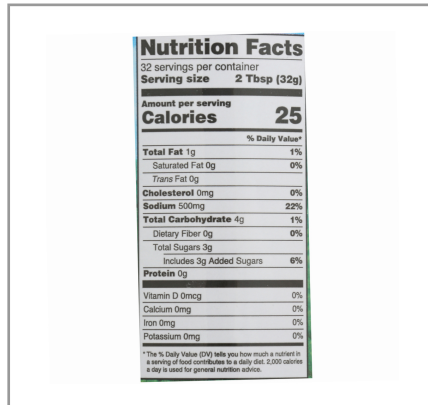 Nutrition Facts
32 servings per container
Serving size 2 Tbsp (32g)
Amount per serving
Calories 25
% Daily Value*
Total Fat 1g 1%
Saturated Fat 0g 0%
Trans Fat 0g
Cholesterol 0mg 0%
Sodium 500mg 22%
Total Carbohydrate 4g 1%
Dietary Fiber 0g 0%
Total Sugars 3g
Includes 3g Added Sugars 6%
Protein 0g
Vitamin D 0mcg 0%
Calcium 0mg 0%
Iron 0mg 0%
Potassium 0mg 0%
* The % Daily Value (DV) tells you how much a nutrient in
a serving of food contributes to a daily diet. 2,000 calories
a day is used for general nutrition advice.